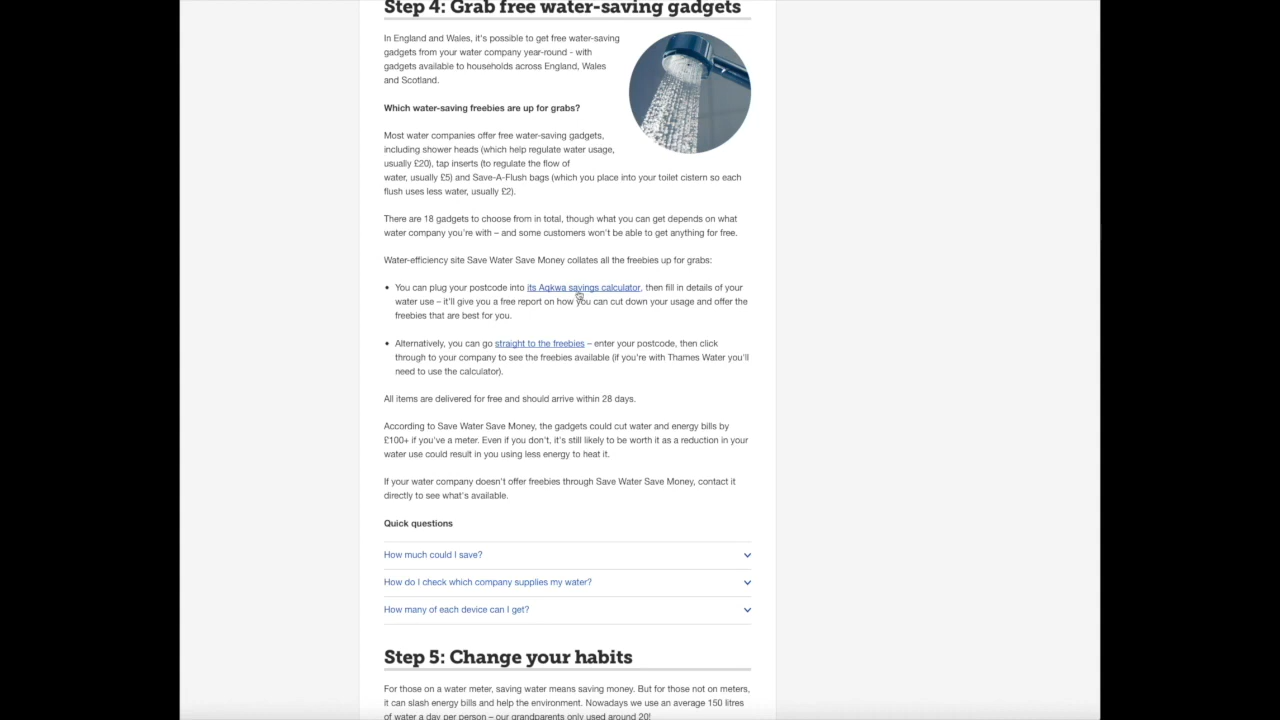 Step 4: Grab free water-saving gadgets
In England and Wales, it's possible to get free water-saving
gadgets from your water company year-round - with
gadgets available to households across England, Wales
and Scotland.
Which water-saving freebies are up for grabs?
Most water companies offer free water-saving gadgets,
including shower heads (which help regulate water usage,
usually £20), tap inserts (to regulate the flow of
water, usually £5) and Save-A-Flush bags (which you place into your toilet cistern so each
flush uses less water, usually £2).
There are 18 gadgets to choose from in total, though what you can get depends on what
water company you're with – and some customers won't be able to get anything for free.
Water-efficiency site Save Water Save Money collates all the freebies up for grabs:
• You can plug your postcode into its Aqkwa savings calculator, then fill in details of your
water use – it'll give you a free report on how you can cut down your usage and offer the
freebies that are best for you.
• Alternatively, you can go straight to the freebies – enter your postcode, then click
through to your company to see the freebies available (if you're with Thames Water you'll
need to use the calculator).
All items are delivered for free and should arrive within 28 days.
According to Save Water Save Money, the gadgets could cut water and energy bills by
£100+ if you've a meter. Even if you don't, it's still likely to be worth it as a reduction in your
water use could result in you using less energy to heat it.
If your water company doesn't offer freebies through Save Water Save Money, contact it
directly to see what's available.
Quick questions
How much could I save?
How do I check which company supplies my water?
How many of each device can I get?
Step 5: Change your habits
For those on a water meter, saving water means saving money. But for those not on meters,
it can slash energy bills and help the environment. Nowadays we use an average 150 litres
of water a day per person – our grandparents only used around 20!